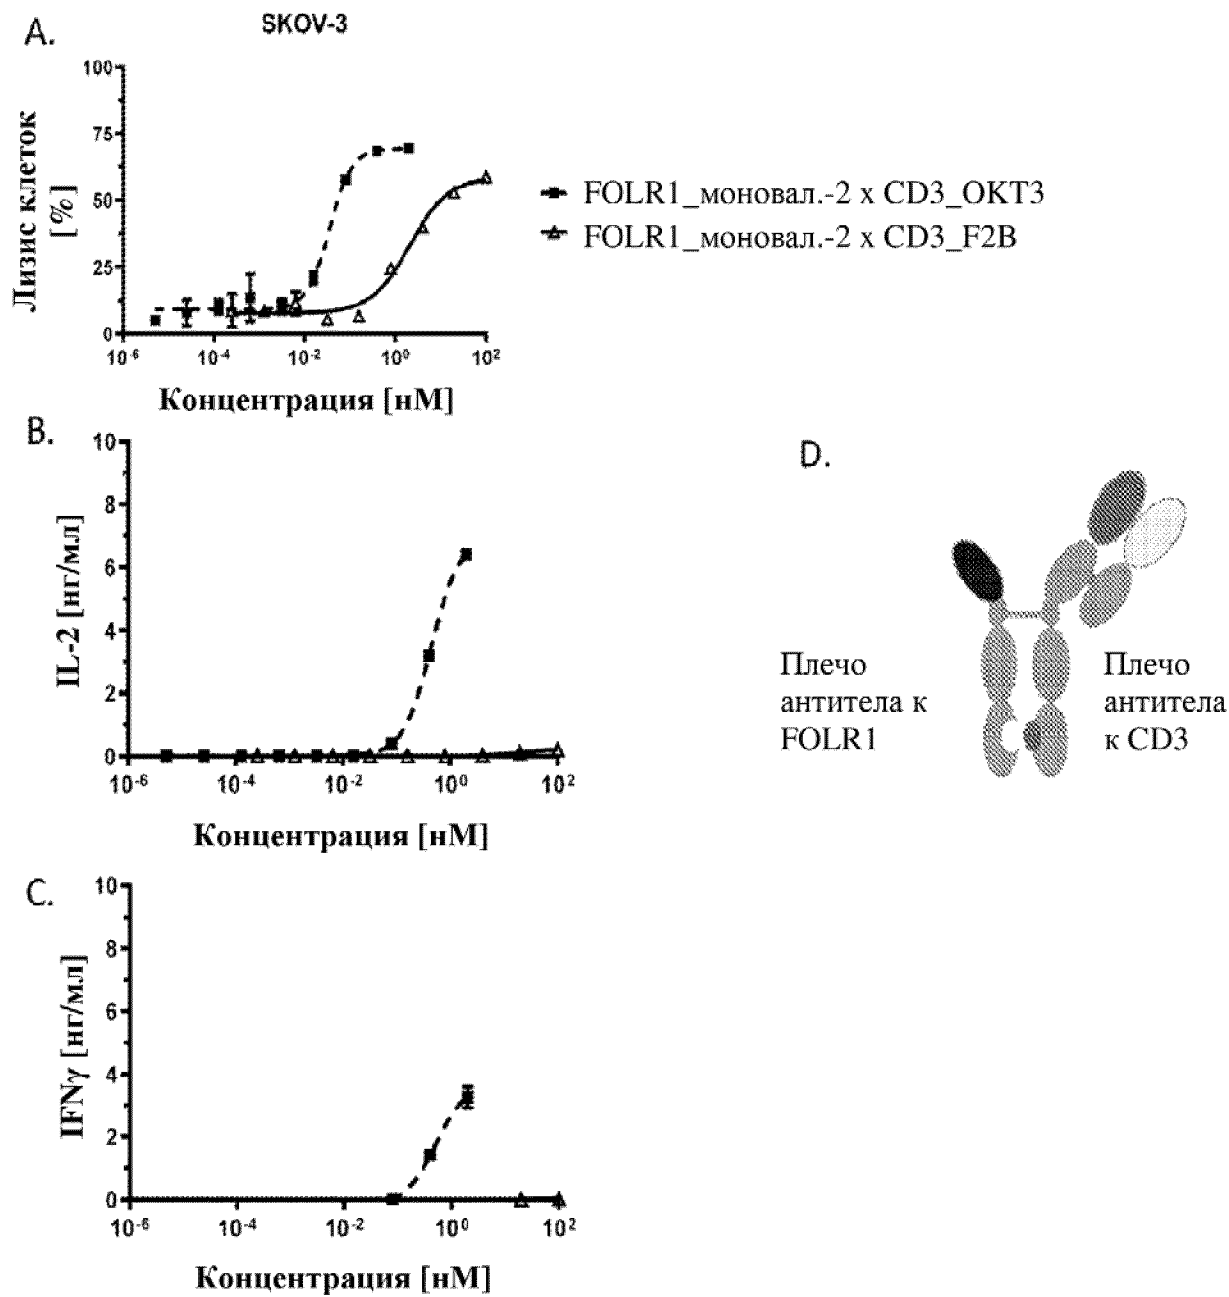 A.
SKOV-3
100
75
50
25
0
Лизис клеток
[%]
10⁻⁶ 10⁻⁴ 10⁻² 10⁰ 10²
Концентрация [нМ]
FOLR1_моновал.-2 x CD3_OKT3
FOLR1_моновал.-2 x CD3_F2B
B.
10
8
6
4
2
0
IL-2 [нг/мл]
10⁻⁶ 10⁻⁴ 10⁻² 10⁰ 10²
Концентрация [нМ]
D.
Плечо
антитела к
FOLR1
Плечо
антитела
к CD3
C.
10
8
6
4
2
0
IFNγ [нг/мл]
10⁻⁶ 10⁻⁴ 10⁻² 10⁰ 10²
Концентрация [нМ]